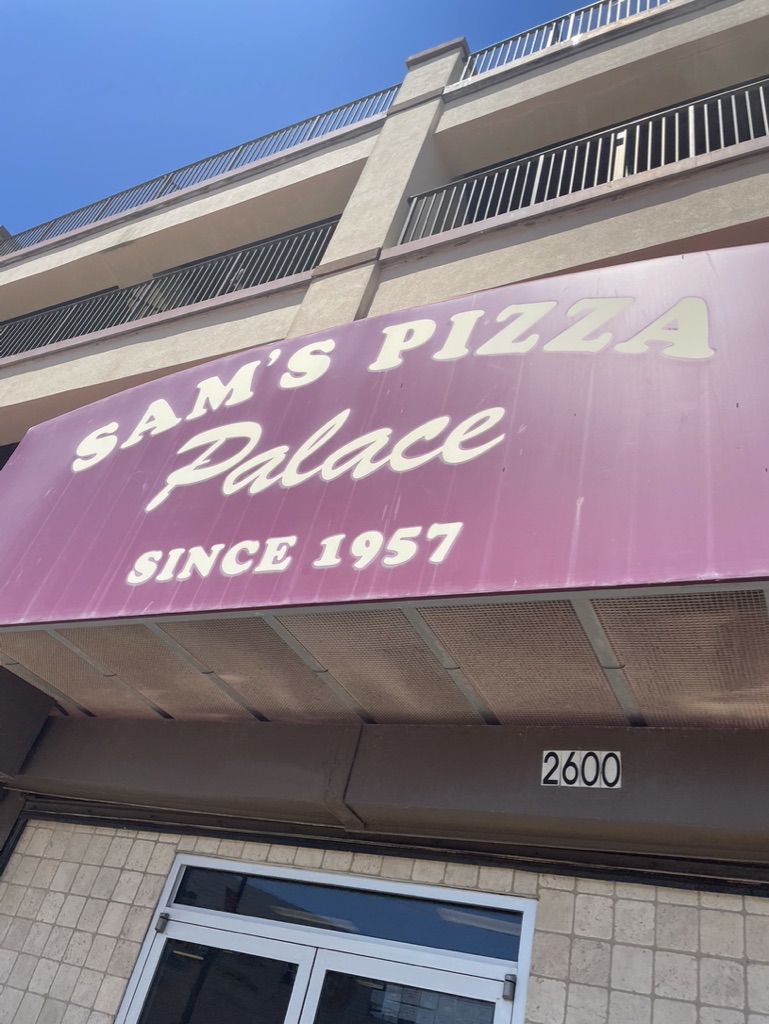 SAM'S PIZZA
Palace
SINCE 1957
2600